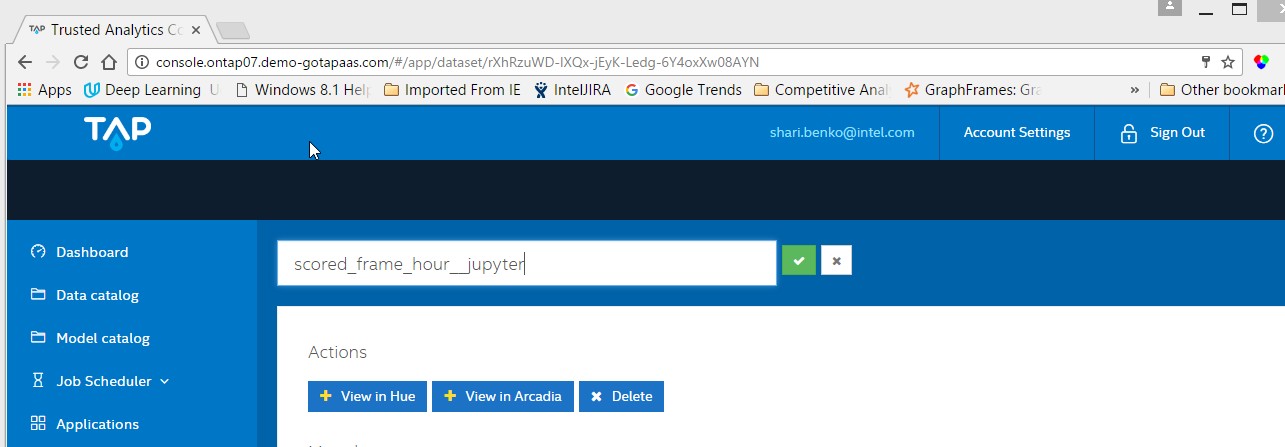 TAP Trusted Analytics Co
console.ontap07.demo-gotapaas.com/#/app/dataset/rXhRzuWD-IXQx-jEyK-Ledg-6Y4oxXw08AYN
Apps Deep Learning U Windows 8.1 Help Imported From IE IntelJIRA Google Trends Competitive Anal GraphFrames: Gra » Other bookmark
TAP shari.benko@intel.com Account Settings Sign Out ?
scored_frame_hour__jupyter
Dashboard
Data catalog
Model catalog
Job Scheduler
Applications
Actions
View in Hue View in Arcadia Delete